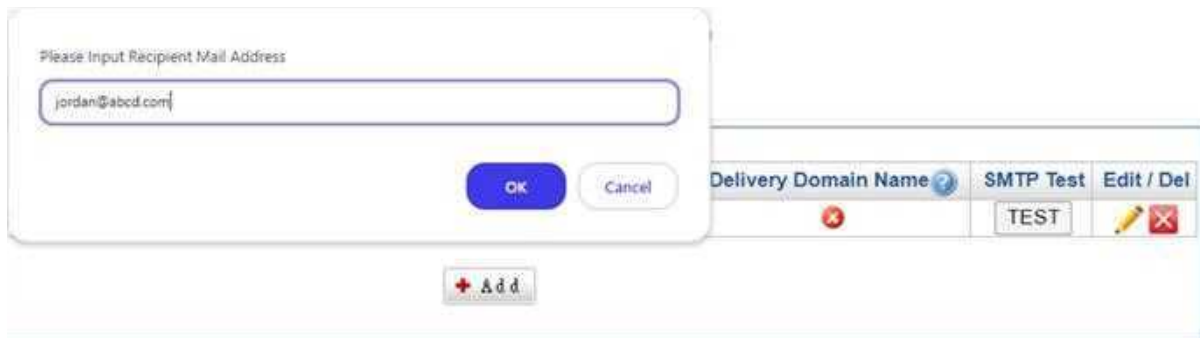 Please Input Recipient Mail Address
jordan@abcd.com
OK Cancel
Delivery Domain Name SMTP Test Edit / Del
TEST
Add